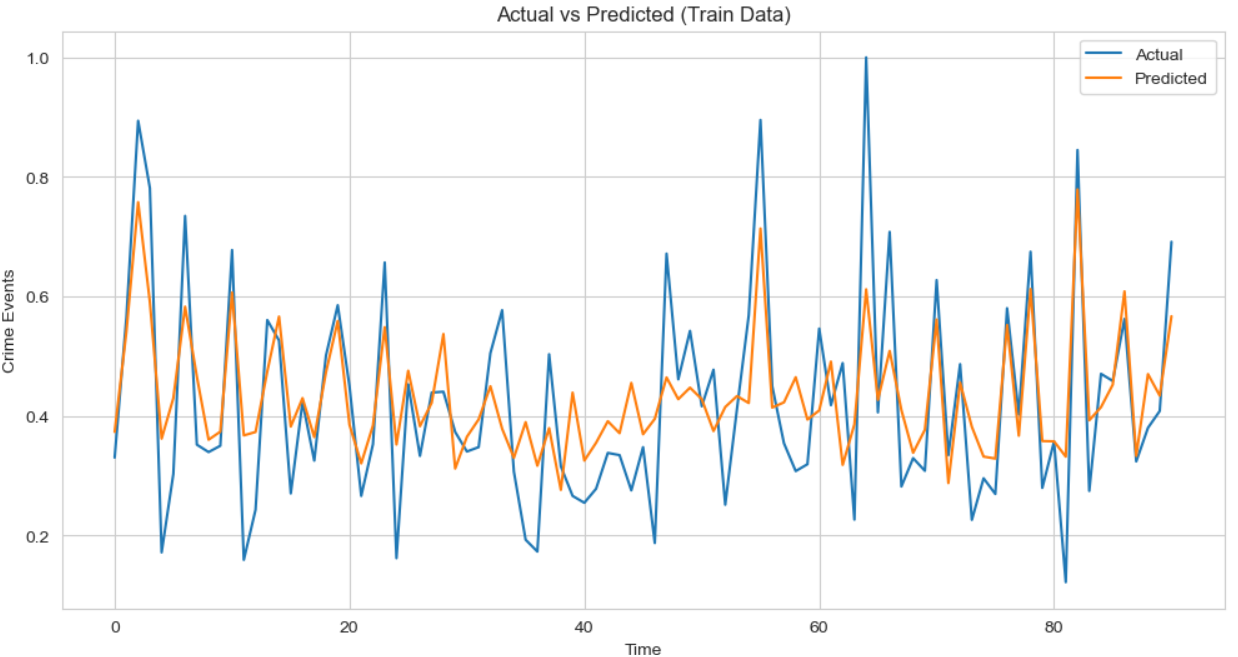 Actual vs Predicted (Train Data)
Actual
Predicted
1.0
0.8
0.6
0.4
0.2
Crime Events
0 20 40 60 80
Time